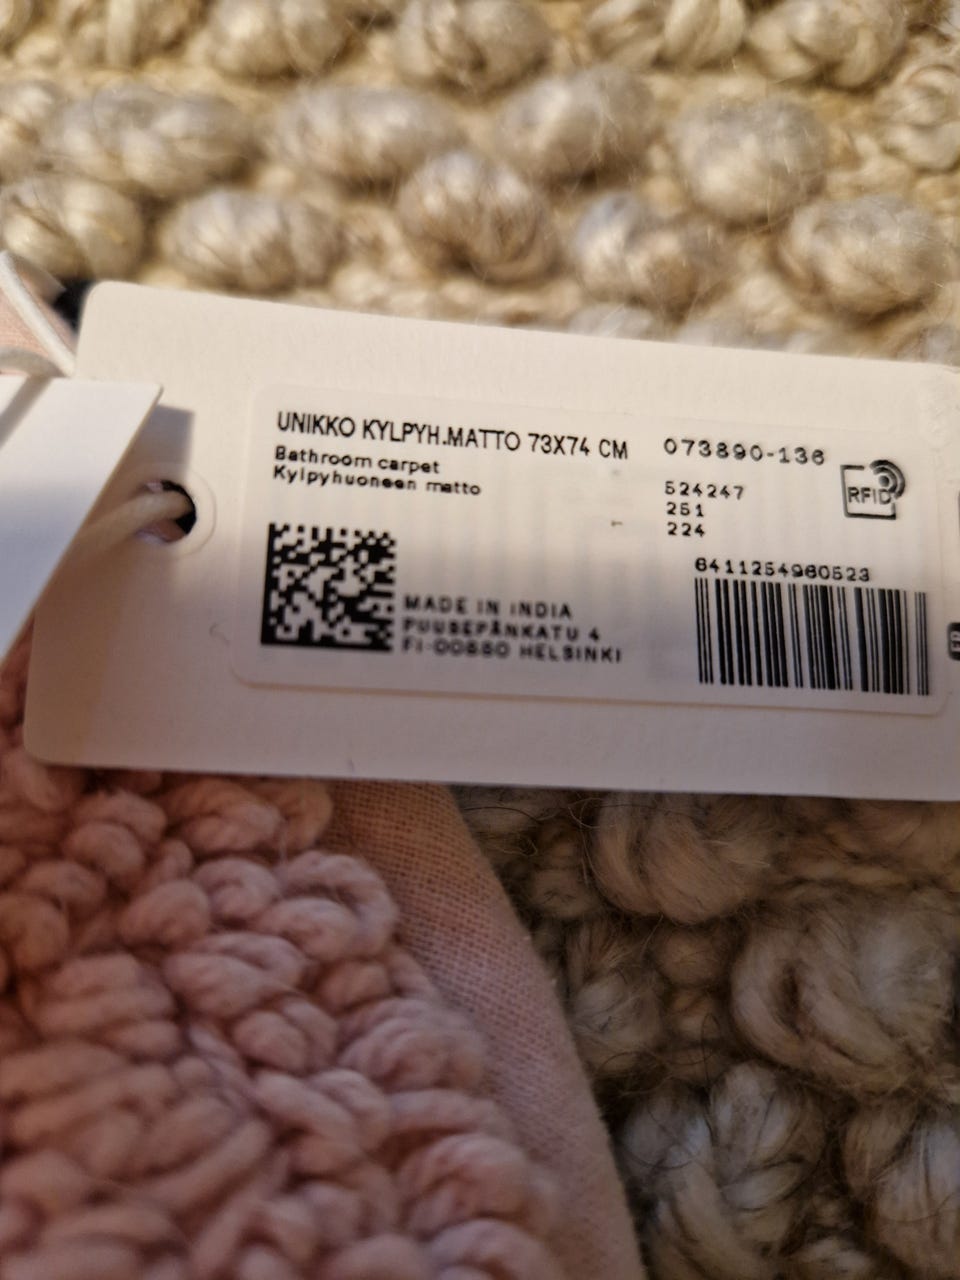 UNIKKO KYLPYH.MATTO 73X74 CM
Bathroom carpet
Kylpyhuoneen matto
073890-136
524247
251
224
RFID
6411254960523
MADE IN INDIA
PUUSEPÄNKATU 4
FI-00880 HELSINKI